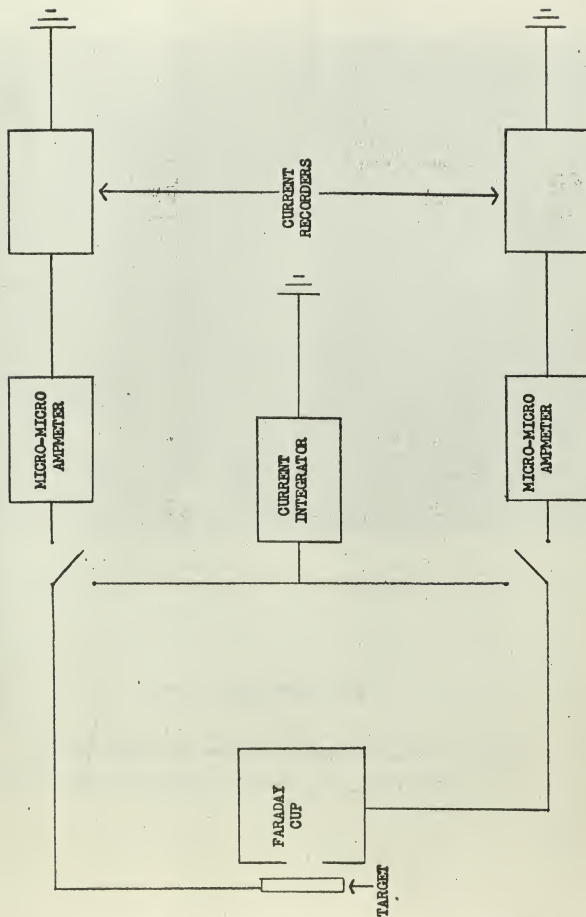 TARGET
FARADAY
CUP
MICRO-MICRO
AMPMETER
CURRENT
INTEGRATOR
MICRO-MICRO
AMPMETER
CURRENT
RECORDERS